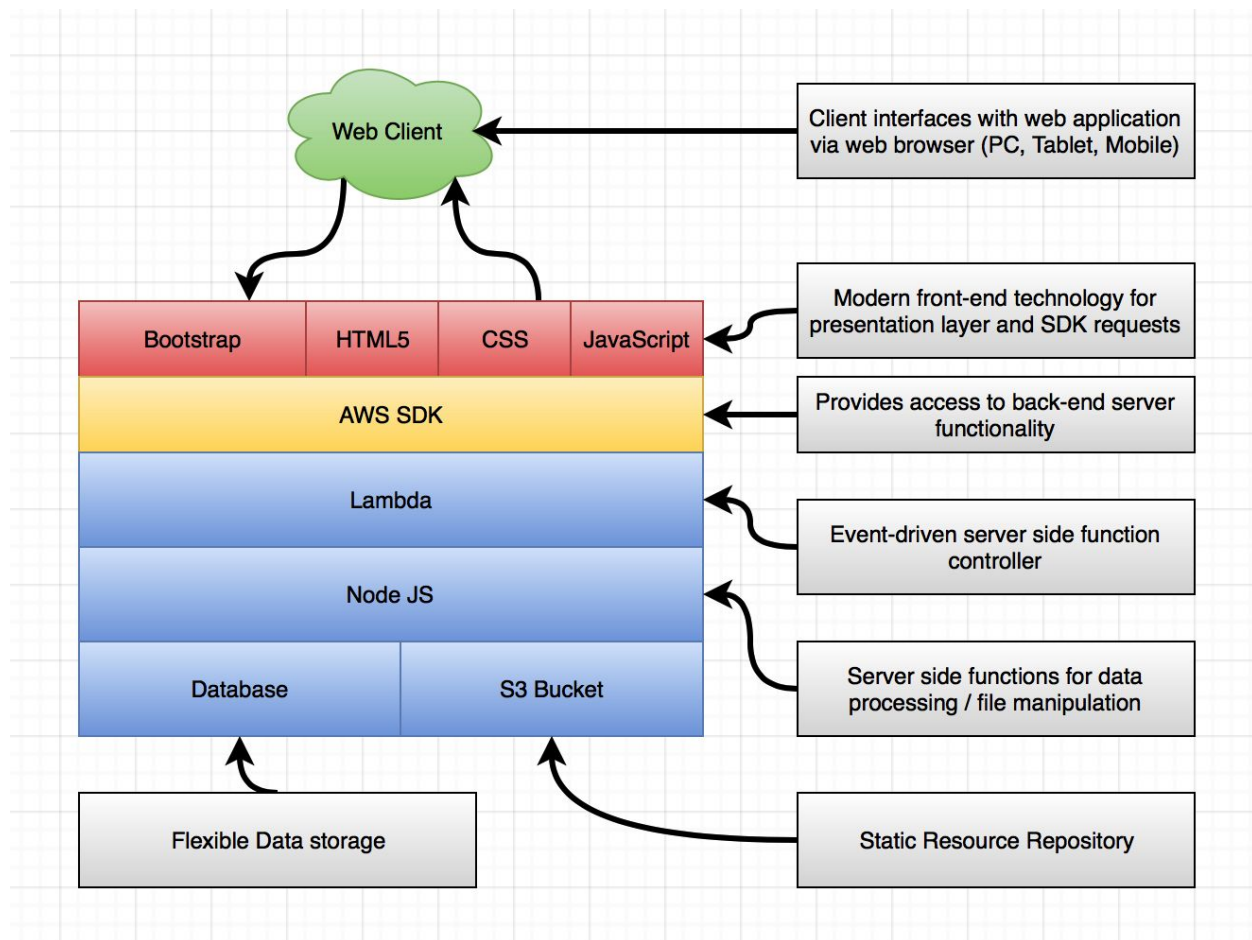 Web Client
Client interfaces with web application
via web browser (PC, Tablet, Mobile)
Modern front-end technology for
presentation layer and SDK requests
Bootstrap
HTML5
CSS
JavaScript
AWS SDK
Provides access to back-end server
functionality
Lambda
Event-driven server side function
controller
Node JS
Server side functions for data
processing / file manipulation
Database
S3 Bucket
Flexible Data storage
Static Resource Repository